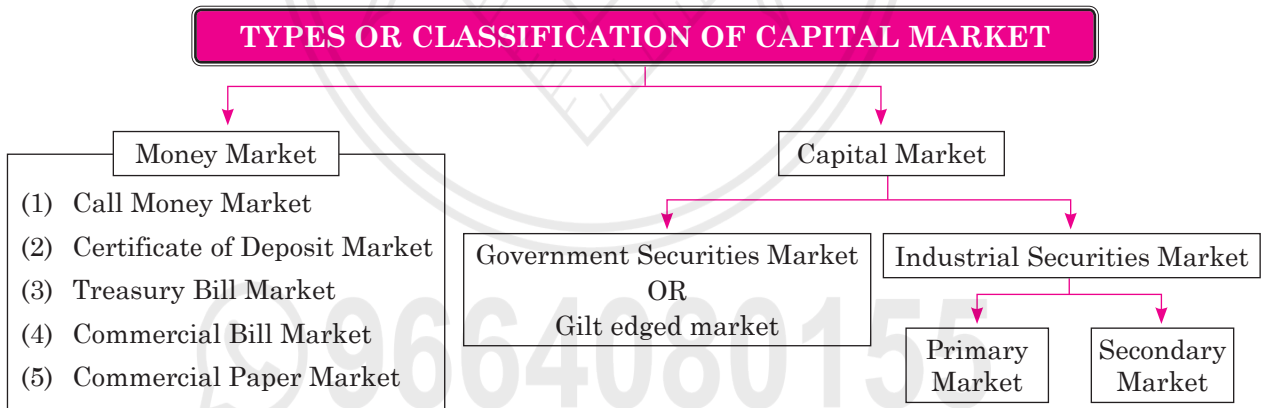 TYPES OR CLASSIFICATION OF CAPITAL MARKET
Money Market
(1) Call Money Market
(2) Certificate of Deposit Market
(3) Treasury Bill Market
(4) Commercial Bill Market
(5) Commercial Paper Market
Capital Market
Government Securities Market
OR
Gilt edged market
Industrial Securities Market
Primary
Market
Secondary
Market
9664080155